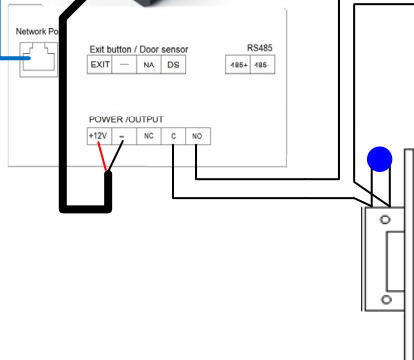 Network Po
Exit button / Door sensor
RS485
EXIT — NA DS
485+ 485-
POWER /OUTPUT
+12V – NC C NO